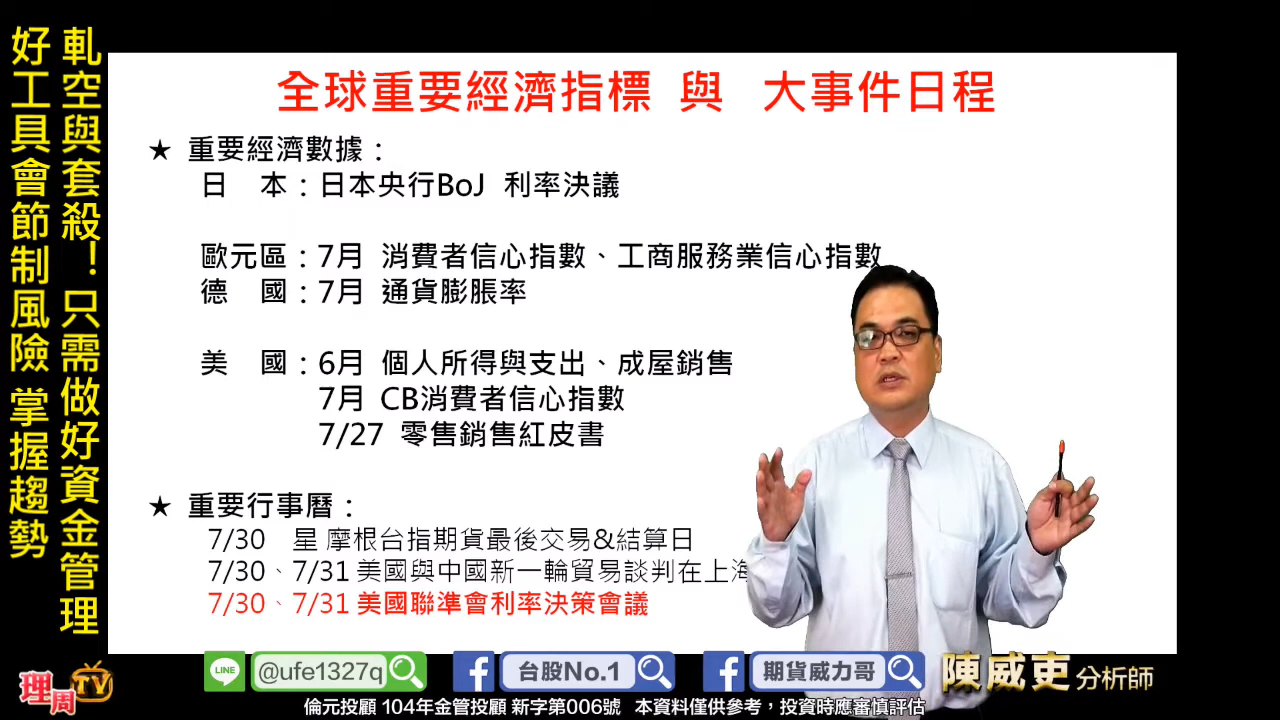 軋空與套殺！只需做好資金管理
好工具會節制風險 掌握趨勢
全球重要經濟指標 與 大事件日程
★ 重要經濟數據：
日 本：日本央行BoJ 利率決議
歐元區：7月 消費者信心指數、工商服務業信心指數
德 國：7月 通貨膨脹率
美 國：6月 個人所得與支出、成屋銷售
7月 CB消費者信心指數
7/27 零售銷售紅皮書
★ 重要行事曆：
7/30 星 摩根台指期貨最後交易&結算日
7/30、7/31 美國與中國新一輪貿易談判在上海
7/30、7/31 美國聯準會利率決策會議
理周TV
LINE @ufe1327q
f 台股No.1
f 期貨威力哥
陳威吏 分析師
倫元投顧 104年金管投顧 新字第006號 本資料僅供參考，投資時應審慎評估